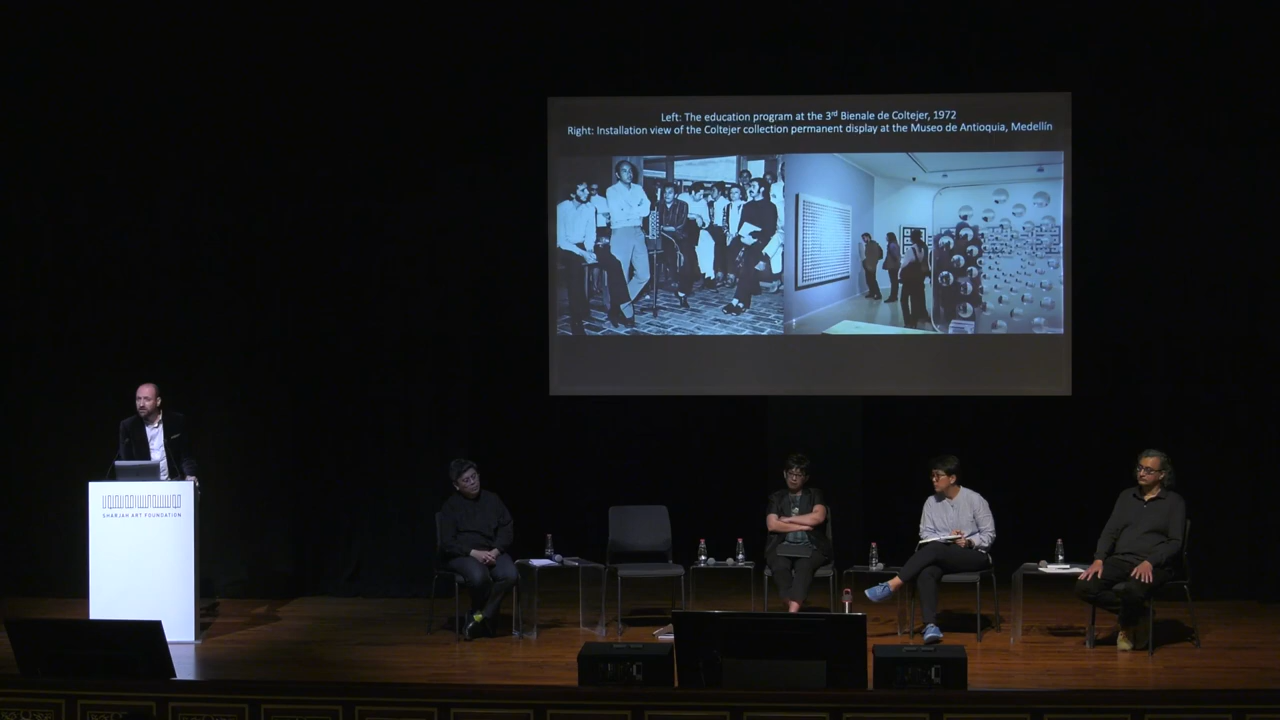 Left: The education program at the 3rd Bienale de Coltejer, 1972
Right: Installation view of the Coltejer collection permanent display at the Museo de Antioquia, Medellín
SHARJAH ART FOUNDATION